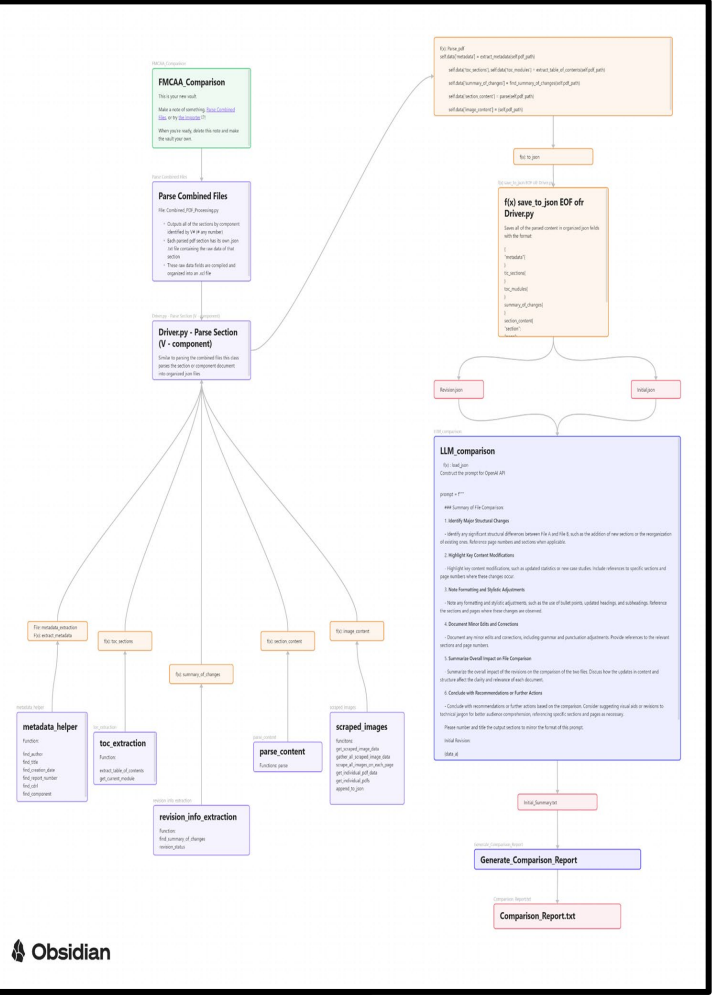 FMCAA_Comparison
FMCAA_Comparison
This is your new vault.
Make a note of something, Parse Combined
Files, or try the Importer!
When you're ready, delete this note and make
the vault your own.
Parse Combined Files
Parse Combined Files
File: Combined_PDF_Processing.py
Outputs all of the sections by component
identified by V# (# any number)
Each parsed pdf section has its own .json
.txt file containing the raw data of that
section
These raw data fields are compiled and
organized into an .xsl file
Driver.py - Parse Section (V - component)
Driver.py - Parse Section
(V - component)
Similar to parsing the combined files this class
parses the section or component document
into organized json files
File: metadata_extraction
f(x): extract_metadata
f(x): toc_sections
f(x): summary_of_changes
f(x): section_content
f(x): image content
metadata_helper
metadata_helper
Function:
find_author
find_title
find_creation_date
find_report_number
find_cdrl
find_component
toc_extraction
toc_extraction
Function:
extract_table_of_contents
get_current_module
revision info extraction
revision_info_extraction
Function:
find_summary_of_changes
revision_status
parse_content
parse_content
Functions: parse
scraped images
scraped_images
functions:
get_scraped_image_data
gather_all_scraped_image_data
scrape_all_images_on_each_page
get_individual_pdf_data
get_individual_pdfs
append_to_json
f(x): Parse_pdf
self.data['metadata'] = extract_metadata(self.pdf_path)
self.data['toc_sections'], self.data['toc_modules'] = extract_table_of_contents(self.pdf_path)
self.data['summary_of_changes'] = find_summary_of_changes(self.pdf_path)
self.data['section_content'] = parse(self.pdf_path)
self.data['image_content'] = (self.pdf_path)
f(x): to_json
f(x) save_to_json EOF ofr Driver.py
f(x) save_to_json EOF ofr
Driver.py
Saves all of the parsed content in organized json fields
with the format:
{
"metadata"{
}
toc_sections{
}
toc_modules{
}
summary_of_changes{
}
section_content{
"section":
Revision.json
Initial.json
LLM_comparison
LLM_comparison
f(x) - load_json
Construct the prompt for OpenAI API
prompt = f"""
### Summary of File Comparison
1. Identify Major Structural Changes
- Identify any significant structural differences between File A and File B, such as the addition of new sections or the reorganization
of existing ones. Reference page numbers and sections when applicable.
2. Highlight Key Content Modifications
- Highlight key content modifications, such as updated statistics or new case studies. Include references to specific sections and
page numbers where these changes occur.
3. Note Formatting and Stylistic Adjustments
- Note any formatting and stylistic adjustments, such as the use of bullet points, updated headings, and subheadings. Reference
the sections and pages where these changes are observed.
4. Document Minor Edits and Corrections
- Document any minor edits and corrections, including grammar and punctuation adjustments. Provide references to the relevant
sections and page numbers.
5. Summarize Overall Impact on File Comparison
- Summarize the overall impact of the revisions on the comparison of the two files. Discuss how the updates in content and
structure affect the clarity and relevance of each document.
6. Conclude with Recommendations or Further Actions
- Conclude with recommendations or further actions based on the comparison. Consider suggesting visual aids or revisions to
technical jargon for better audience comprehension, referencing specific sections and pages as necessary.
Please number and title the output sections to mirror the format of this prompt.
Initial Revision:
{data_a}
Initial_Summary.txt
Generate_Comparison_Report
Generate_Comparison_Report
Comparison_Report.txt
Comparison_Report.txt
Obsidian